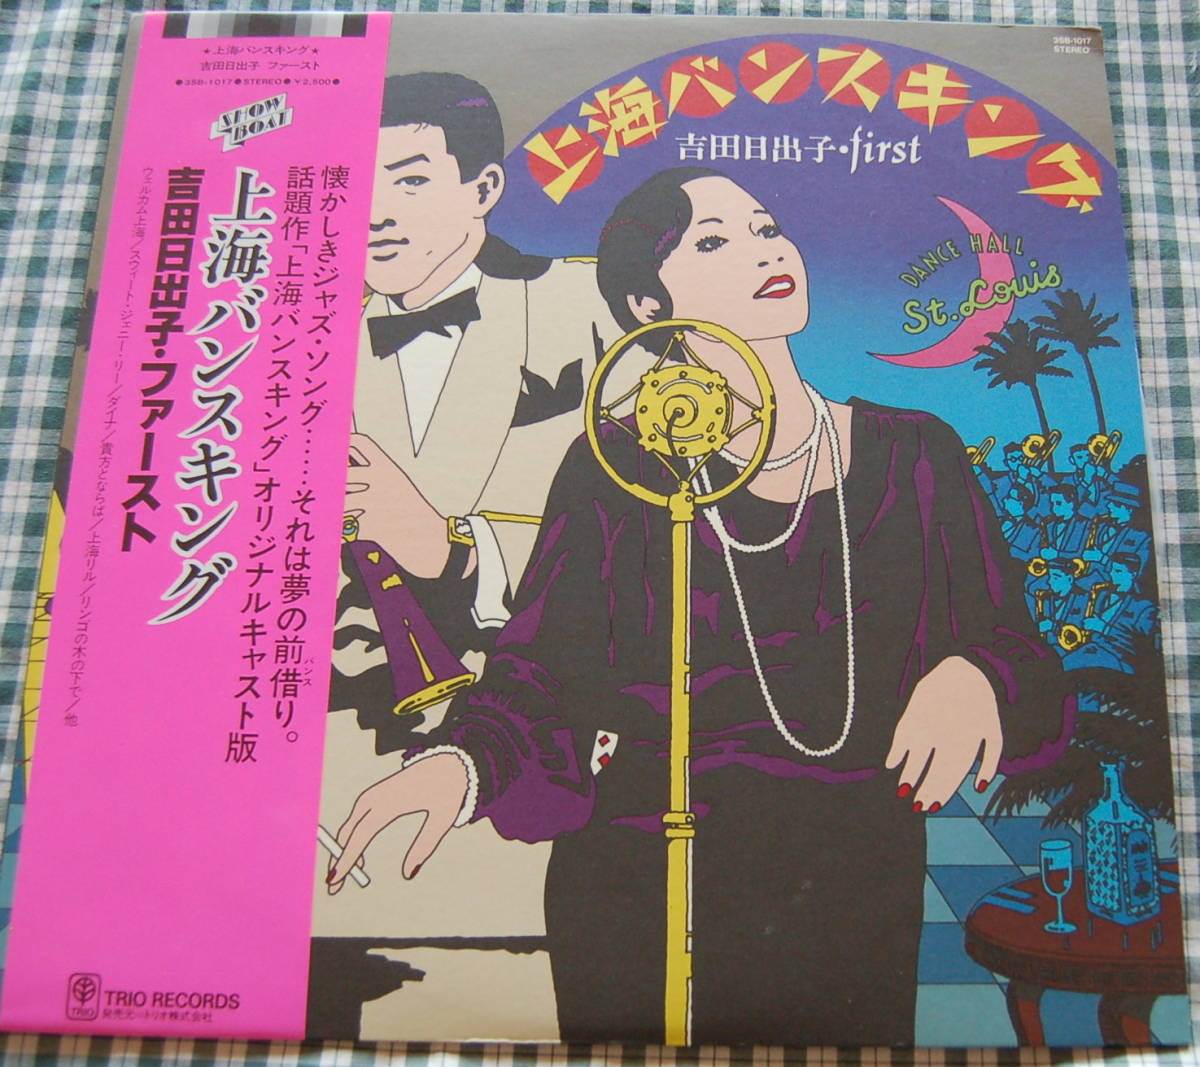 ★上海バンスキング★
吉田日出子 ファースト
●3SB-1017●STEREO●¥2,500●
SHOW
BOAT
懐かしきジャズ・ソング……それは夢の前借り。
バンス
話題作「上海バンスキング」オリジナルキャスト版
上海バンスキング
吉田日出子・ファースト
ウェルカム上海/スウィート・ジェニー・リー/ダイナ/貴方とならば/上海リル/リンゴの木の下で/他
TRIO
TRIO RECORDS
発売元=トリオ株式会社
3SB-1017
STEREO
上海バンスキング
吉田日出子・first
DANCE HALL
St. Louis